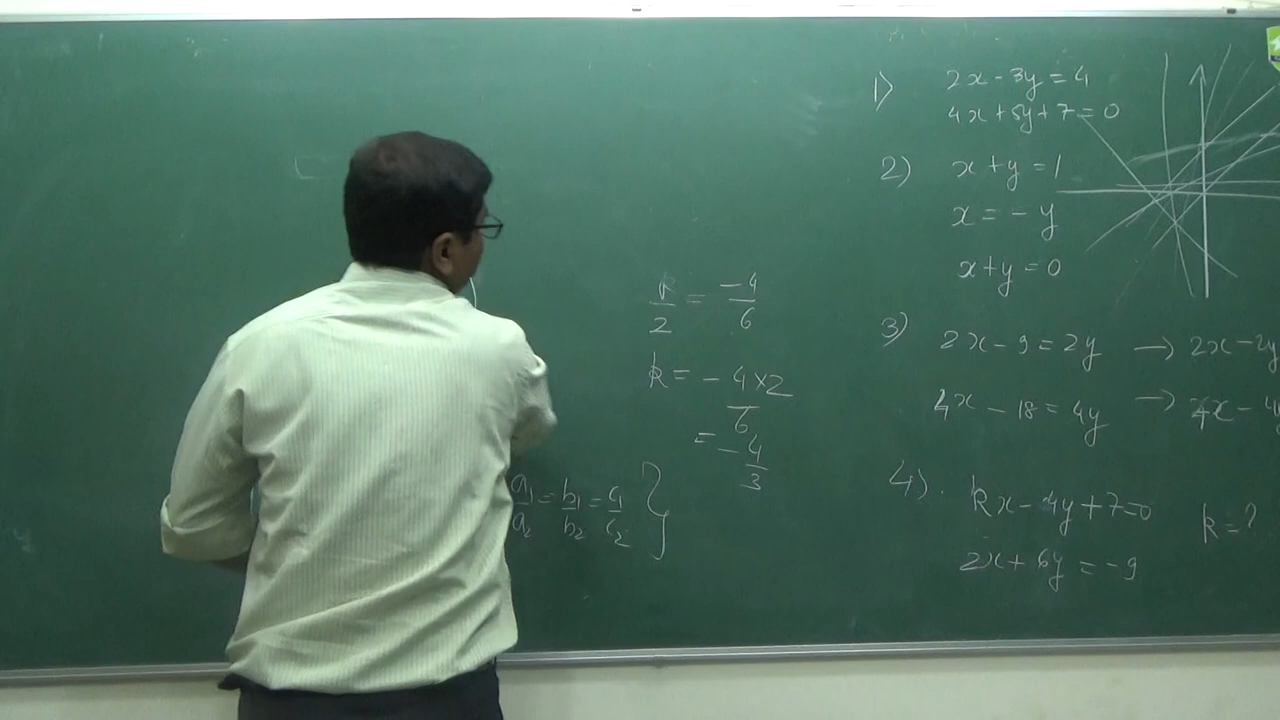 k/2 = -4/6
k = -4×2/6
= -4/3
a₁/a₂ = b₁/b₂ = c₁/c₂ }
1) 2x - 3y = 4
4x + 5y + 7 = 0
2) x + y = 1
x = - y
x + y = 0
3) 2x - 9 = 2y → 2x - 2y
4x - 18 = 4y → 4x - 4y
4). kx - 4y + 7 = 0 k = ?
2x + 6y = -9